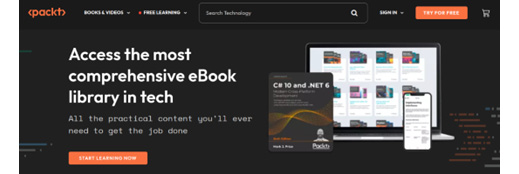 <packt>
BOOKS & VIDEOS
FREE LEARNING
Search Technology
SIGN IN
TRY FOR FREE
Access the most
comprehensive eBook
library in tech
All the practical content you'll ever
need to get the job done
START LEARNING NOW
C# 10 and .NET 6
Mark J. Price
Packt